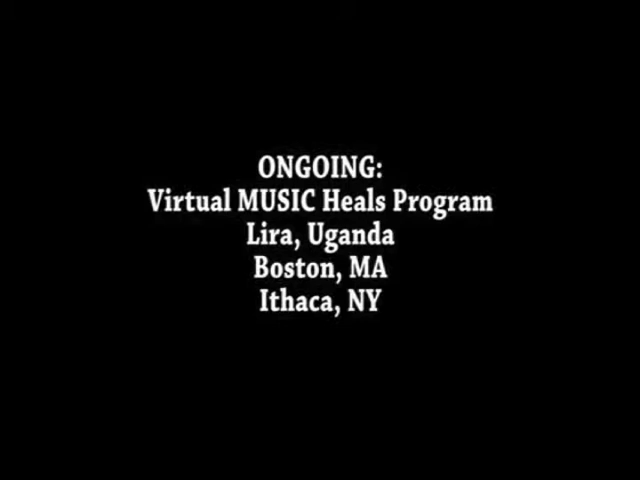 ONGOING:
Virtual MUSIC Heals Program
Lira, Uganda
Boston, MA
Ithaca, NY